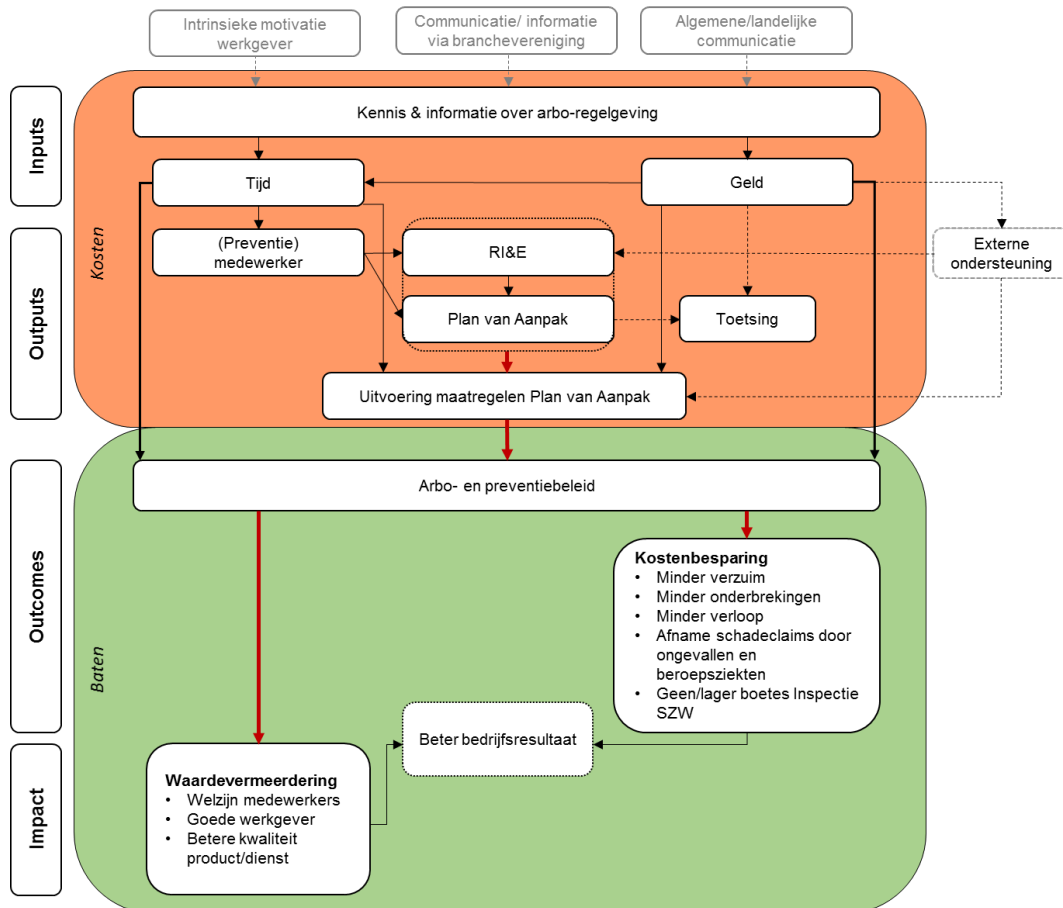 Intrinsieke motivatie
werkgever
Communicatie/ informatie
via branchevereniging
Algemene/landelijke
communicatie
Inputs
Kennis & informatie over arbo-regelgeving
Tijd
Geld
Kosten
Outputs
(Preventie)
medewerker
RI&E
Externe
ondersteuning
Plan van Aanpak
Toetsing
Uitvoering maatregelen Plan van Aanpak
Outcomes
Arbo- en preventiebeleid
Baten
Kostenbesparing
• Minder verzuim
• Minder onderbrekingen
• Minder verloop
• Afname schadeclaims door
ongevallen en
beroepsziekten
• Geen/lager boetes Inspectie
SZW
Beter bedrijfsresultaat
Impact
Waardevermeerdering
• Welzijn medewerkers
• Goede werkgever
• Betere kwaliteit
product/dienst